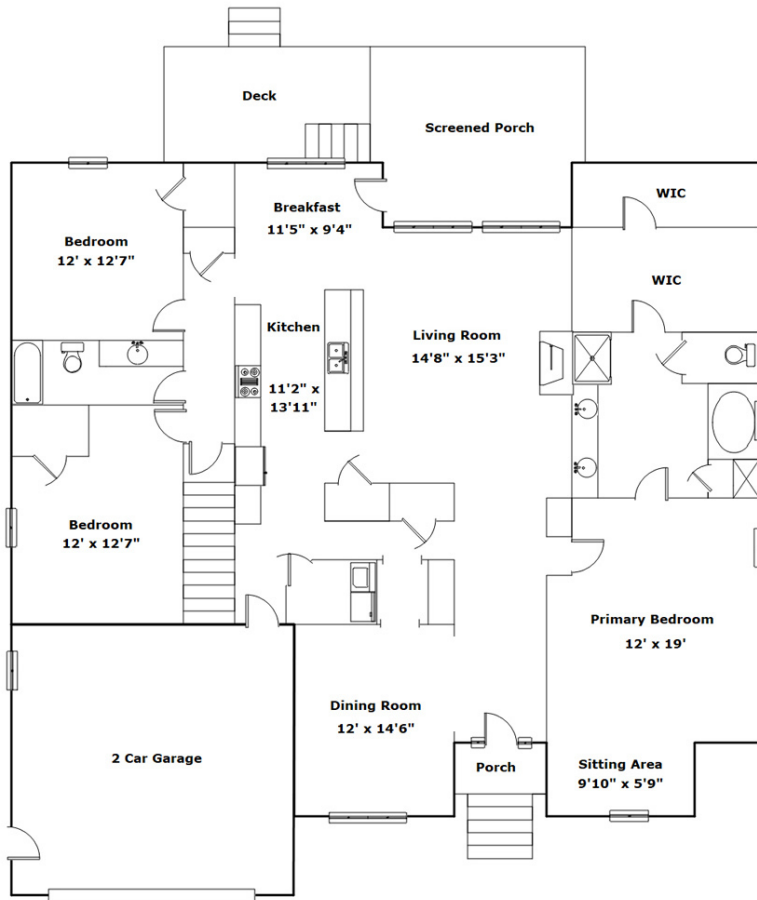 Deck
Screened Porch
WIC
Breakfast
11'5" x 9'4"
Bedroom
12' x 12'7"
WIC
Kitchen
11'2" x
13'11"
Living Room
14'8" x 15'3"
Bedroom
12' x 12'7"
Primary Bedroom
12' x 19'
Dining Room
12' x 14'6"
2 Car Garage
Porch
Sitting Area
9'10" x 5'9"